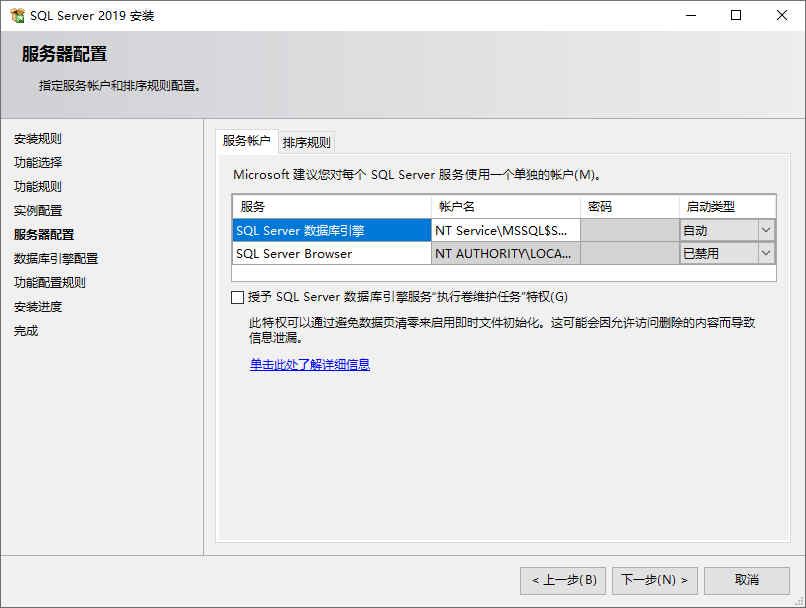 SQL Server 2019 安装
服务器配置
指定服务帐户和排序规则配置。
安装规则
功能选择
功能规则
实例配置
服务器配置
数据库引擎配置
功能配置规则
安装进度
完成
服务帐户 排序规则
Microsoft 建议您对每个 SQL Server 服务使用一个单独的帐户(M)。
服务 帐户名 密码 启动类型
SQL Server 数据库引擎 NT Service\MSSQL$S... 自动
SQL Server Browser NT AUTHORITY\LOCA... 已禁用
授予 SQL Server 数据库引擎服务"执行卷维护任务"特权(G)
此特权可以通过避免数据页清零来启用即时文件初始化。这可能会因允许访问删除的内容而导致
信息泄漏。
单击此处了解详细信息
< 上一步(B) 下一步(N) > 取消